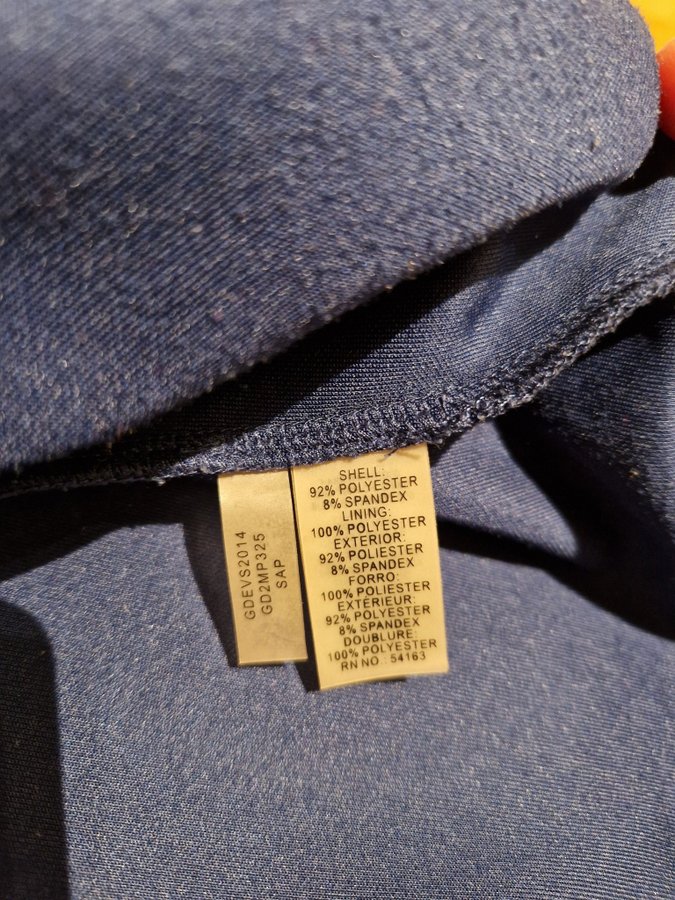 GDEVS2014
GD2MP325
SAP
SHELL:
92% POLYESTER
8% SPANDEX
LINING:
100% POLYESTER
EXTERIOR:
92% POLIESTER
8% SPANDEX
FORRO:
100% POLIESTER
EXTÉRIEUR:
92% POLYESTER
8% SPANDEX
DOUBLURE:
100% POLYESTER
RN NO.: 54163